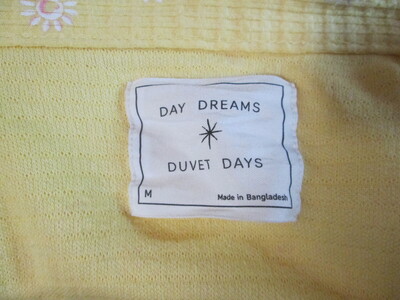 DAY DREAMS
DUVET DAYS
M Made in Bangladesh